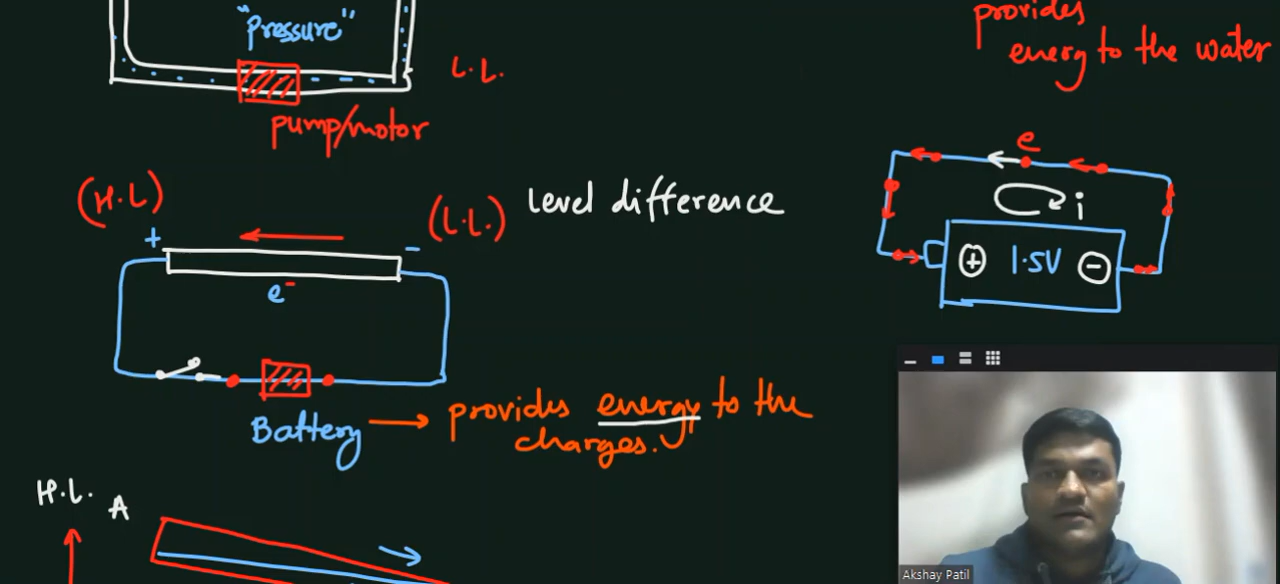 "Pressure"
L.L.
pump/motor
provides
energ to the water
(H.L)
+
(L.L.)
-
level difference
e-
e
i
+ 1.5V -
Battery → provides energy to the
charges.
H.L. A
Akshay Patil